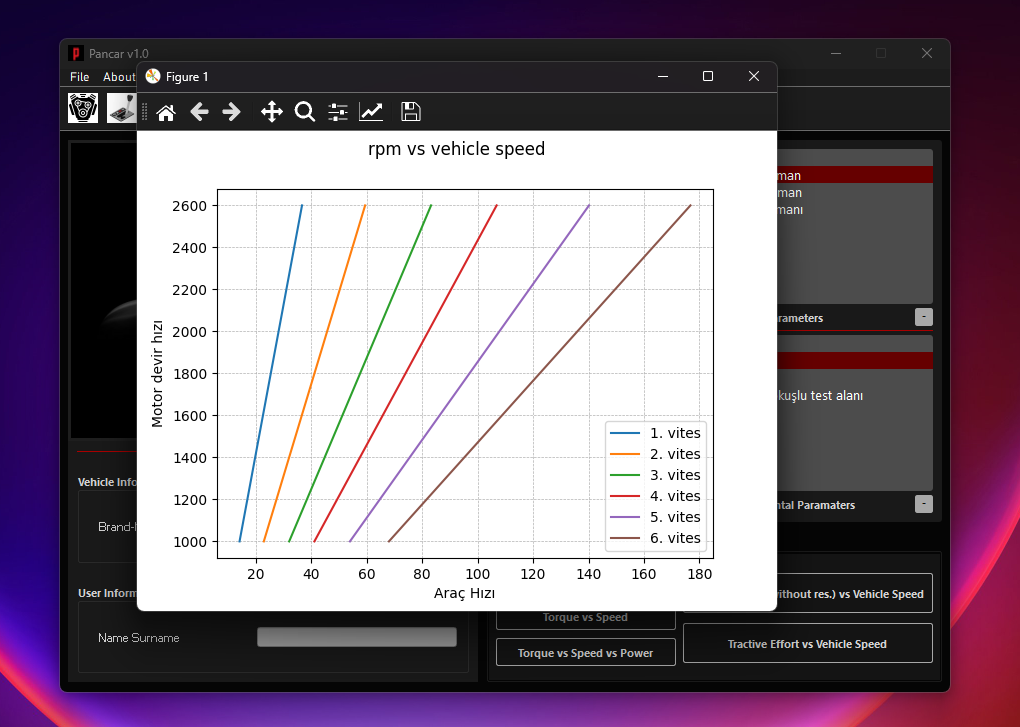 Pancar v1.0
File About
Figure 1
rpm vs vehicle speed
2600
2400
2200
2000
1800
1600
1400
1200
1000
Motor devir hızı
20 40 60 80 100 120 140 160 180
Araç Hızı
1. vites
2. vites
3. vites
4. vites
5. vites
6. vites
kuşlu test alanı
Vehicle Info
User Inform
Name Surname
Torque vs Speed
Torque vs Speed vs Power
ithout res.) vs Vehicle Speed
Tractive Effort vs Vehicle Speed
man
man
manı
rameters
-
ntal Paramaters
-
Brand-